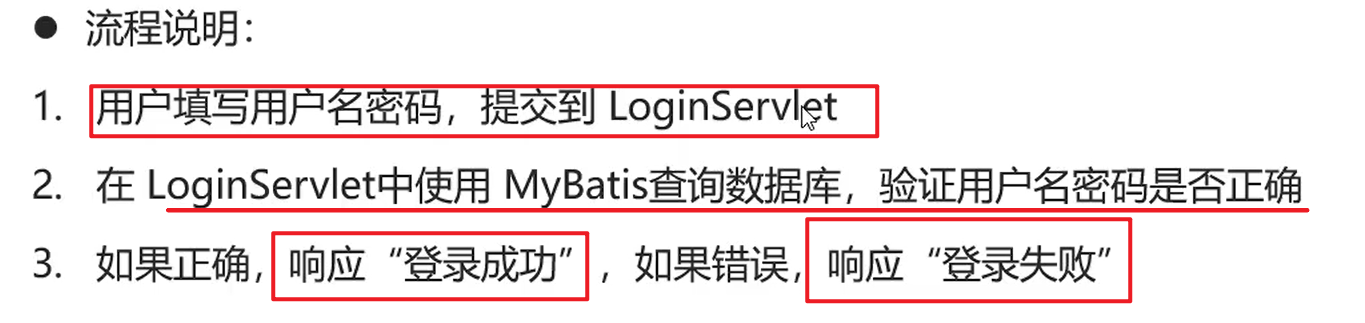 ● 流程说明：
1. 用户填写用户名密码，提交到 LoginServlet
2. 在 LoginServlet中使用 MyBatis查询数据库，验证用户名密码是否正确
3. 如果正确，响应“登录成功”，如果错误，响应“登录失败”